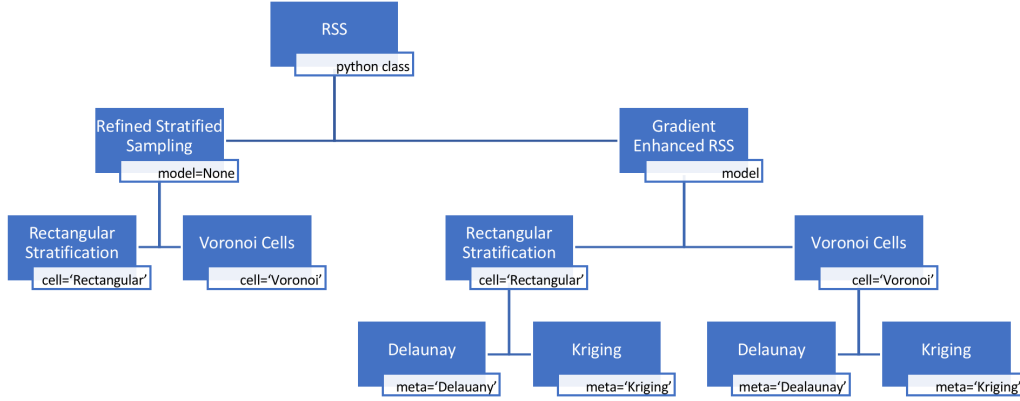 RSS
python class
Refined Stratified
Sampling
model=None
Gradient
Enhanced RSS
model
Rectangular
Stratification
cell=‘Rectangular’
Voronoi Cells
cell=‘Voronoi’
Rectangular
Stratification
cell=‘Rectangular’
Voronoi Cells
cell=‘Voronoi’
Delaunay
meta=‘Delauany’
Kriging
meta=‘Kriging’
Delaunay
meta=‘Dealaunay’
Kriging
meta=‘Kriging’